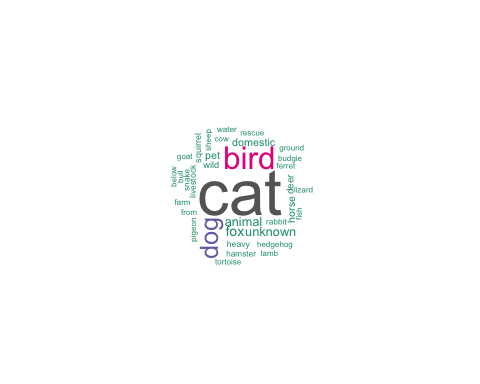 water
rescue
cow
domestic
sheep
squirrel
ground
goat
pet
bird
budgie
wild
ferret
below
bull
snake
livestock
cat
deer
lizard
horse
farm
from
fish
pigeon
dog
animal
rabbit
fox
unknown
heavy
hedgehog
hamster
lamb
tortoise